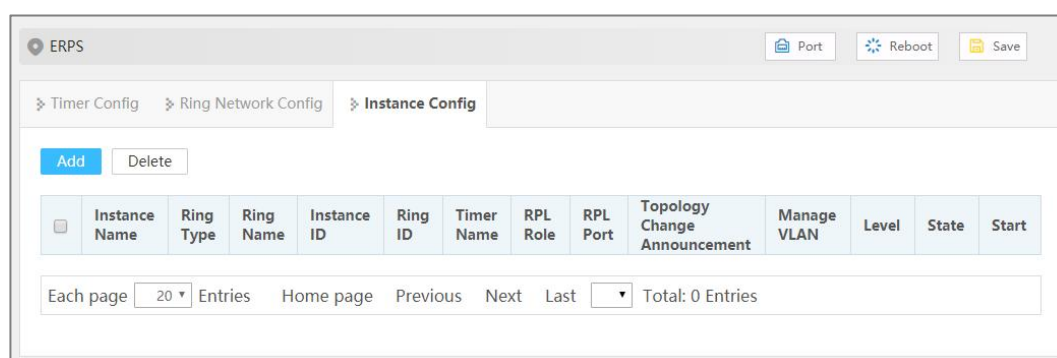 ERPS Port Reboot Save
Timer Config Ring Network Config Instance Config
Add Delete
Instance Name Ring Type Ring Name Instance ID Ring ID Timer Name RPL Role RPL Port Topology Change Announcement Manage VLAN Level State Start
Each page 20 Entries Home page Previous Next Last Total: 0 Entries